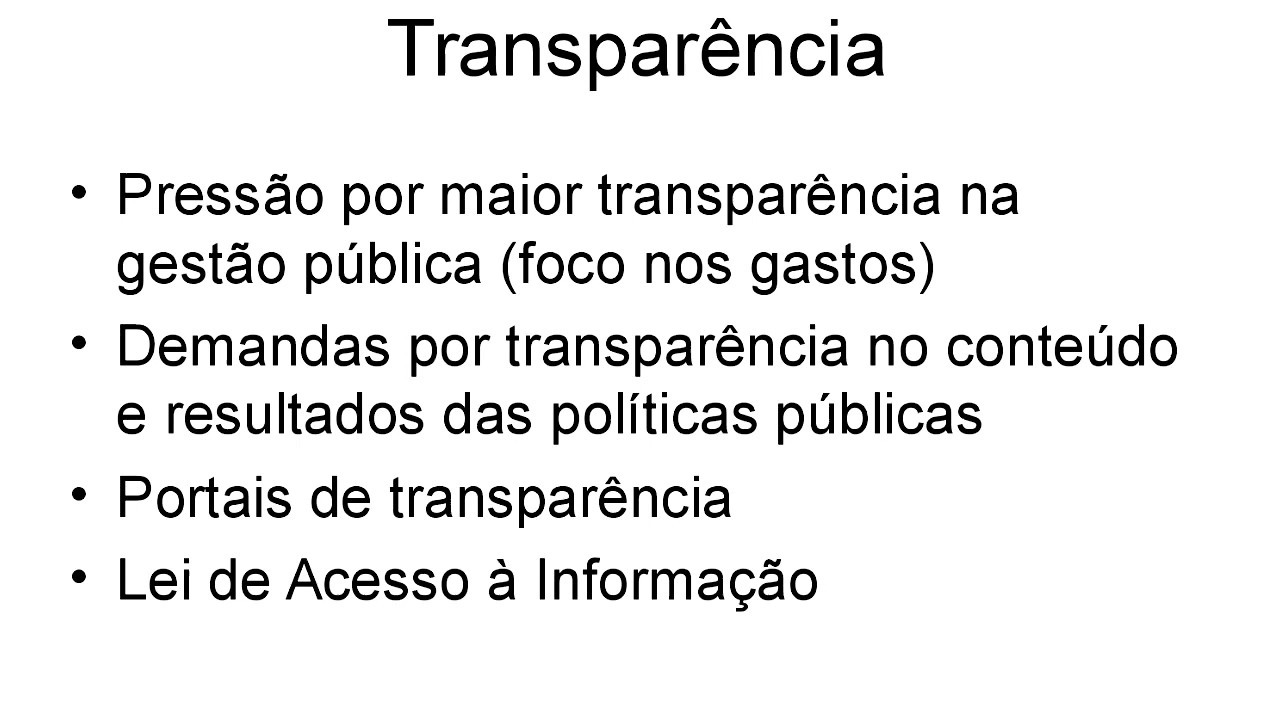 Transparência
• Pressão por maior transparência na
gestão pública (foco nos gastos)
• Demandas por transparência no conteúdo
e resultados das políticas públicas
• Portais de transparência
• Lei de Acesso à Informação